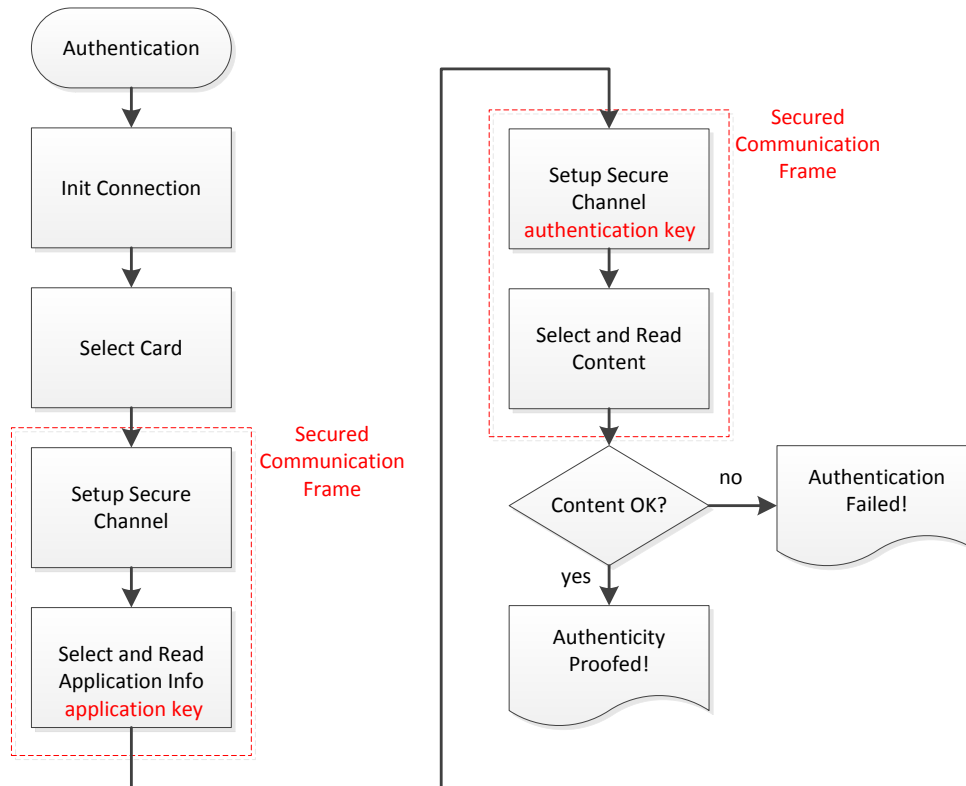 Authentication
Init Connection
Select Card
Secured
Communication
Frame
Setup Secure
Channel
Select and Read
Application Info
application key
Secured
Communication
Frame
Setup Secure
Channel
authentication key
Select and Read
Content
Content OK?
no
Authentication
Failed!
yes
Authenticity
Proofed!